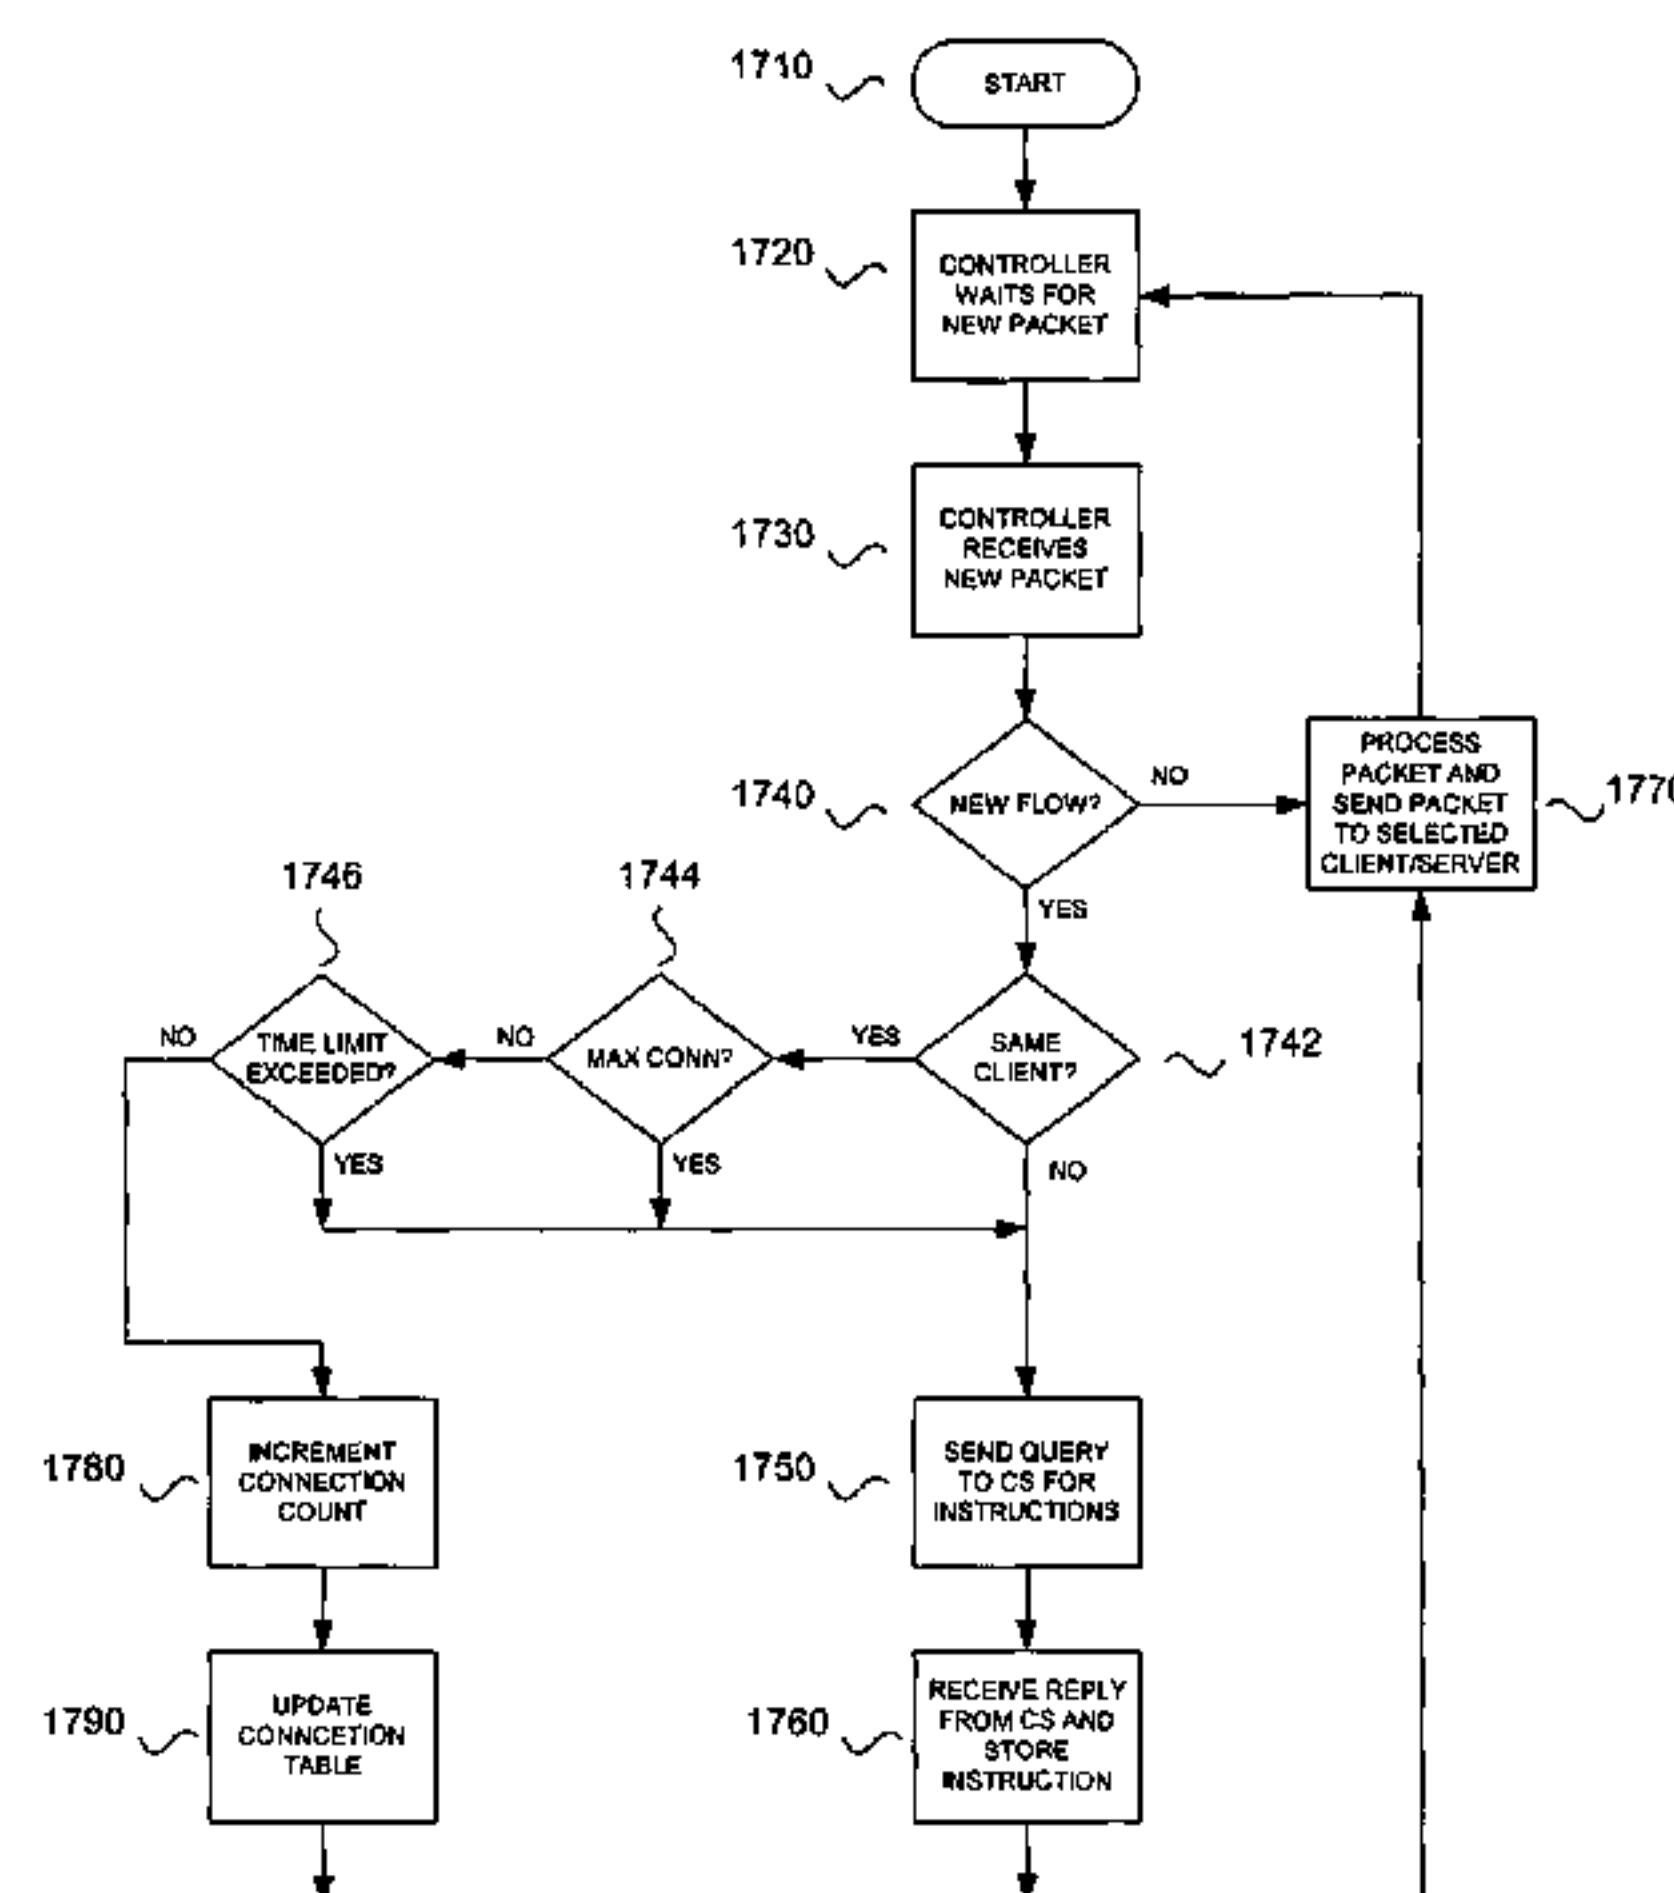 1710
START
1720
CONTROLLER
WAITS FOR
NEW PACKET
1730
CONTROLLER
RECEIVES
NEW PACKET
1740
NEW FLOW?
NO
PROCESS
PACKET AND
SEND PACKET
TO SELECTED
CLIENT/SERVER
1770
YES
1746
1744
NO
TIME LIMIT
EXCEEDED?
NO
MAX CONN?
YES
SAME
CLIENT?
1742
YES
YES
NO
1780
INCREMENT
CONNECTION
COUNT
1750
SEND QUERY
TO CS FOR
INSTRUCTIONS
1790
UPDATE
CONNCETION
TABLE
1760
RECEIVE REPLY
FROM CS AND
STORE
INSTRUCTION